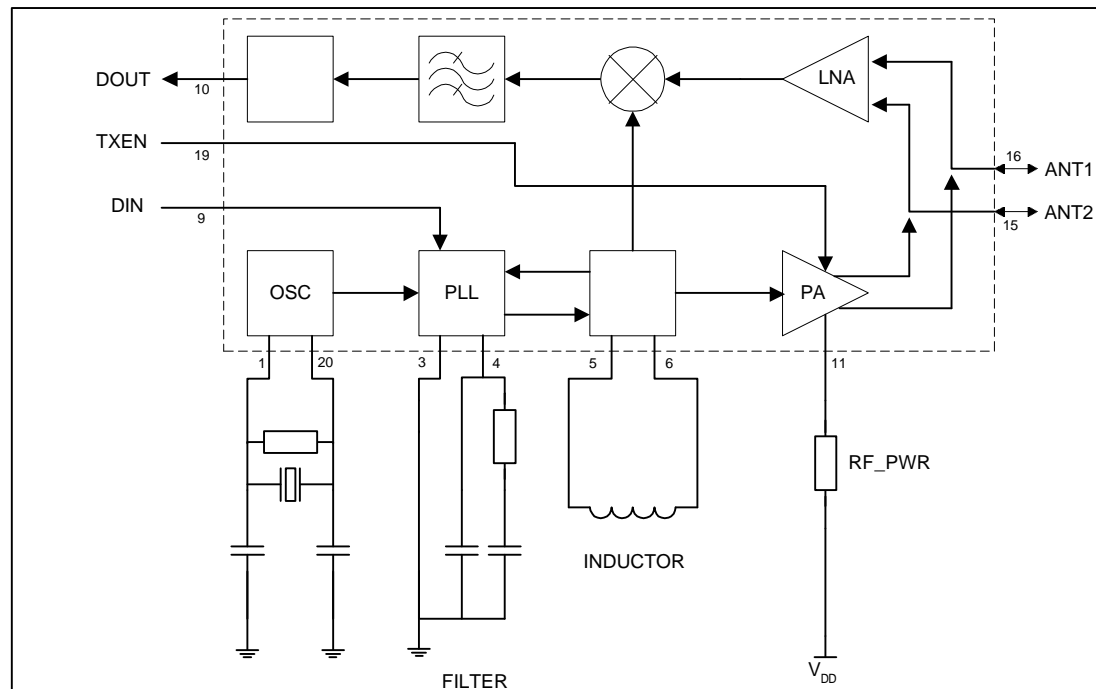 LNA
DOUT
10
TXEN
19
16
ANT1
DIN
9
15
ANT2
OSC
PLL
PA
1
20
3
4
5
6
11
RF_PWR
INDUCTOR
FILTER
VDD